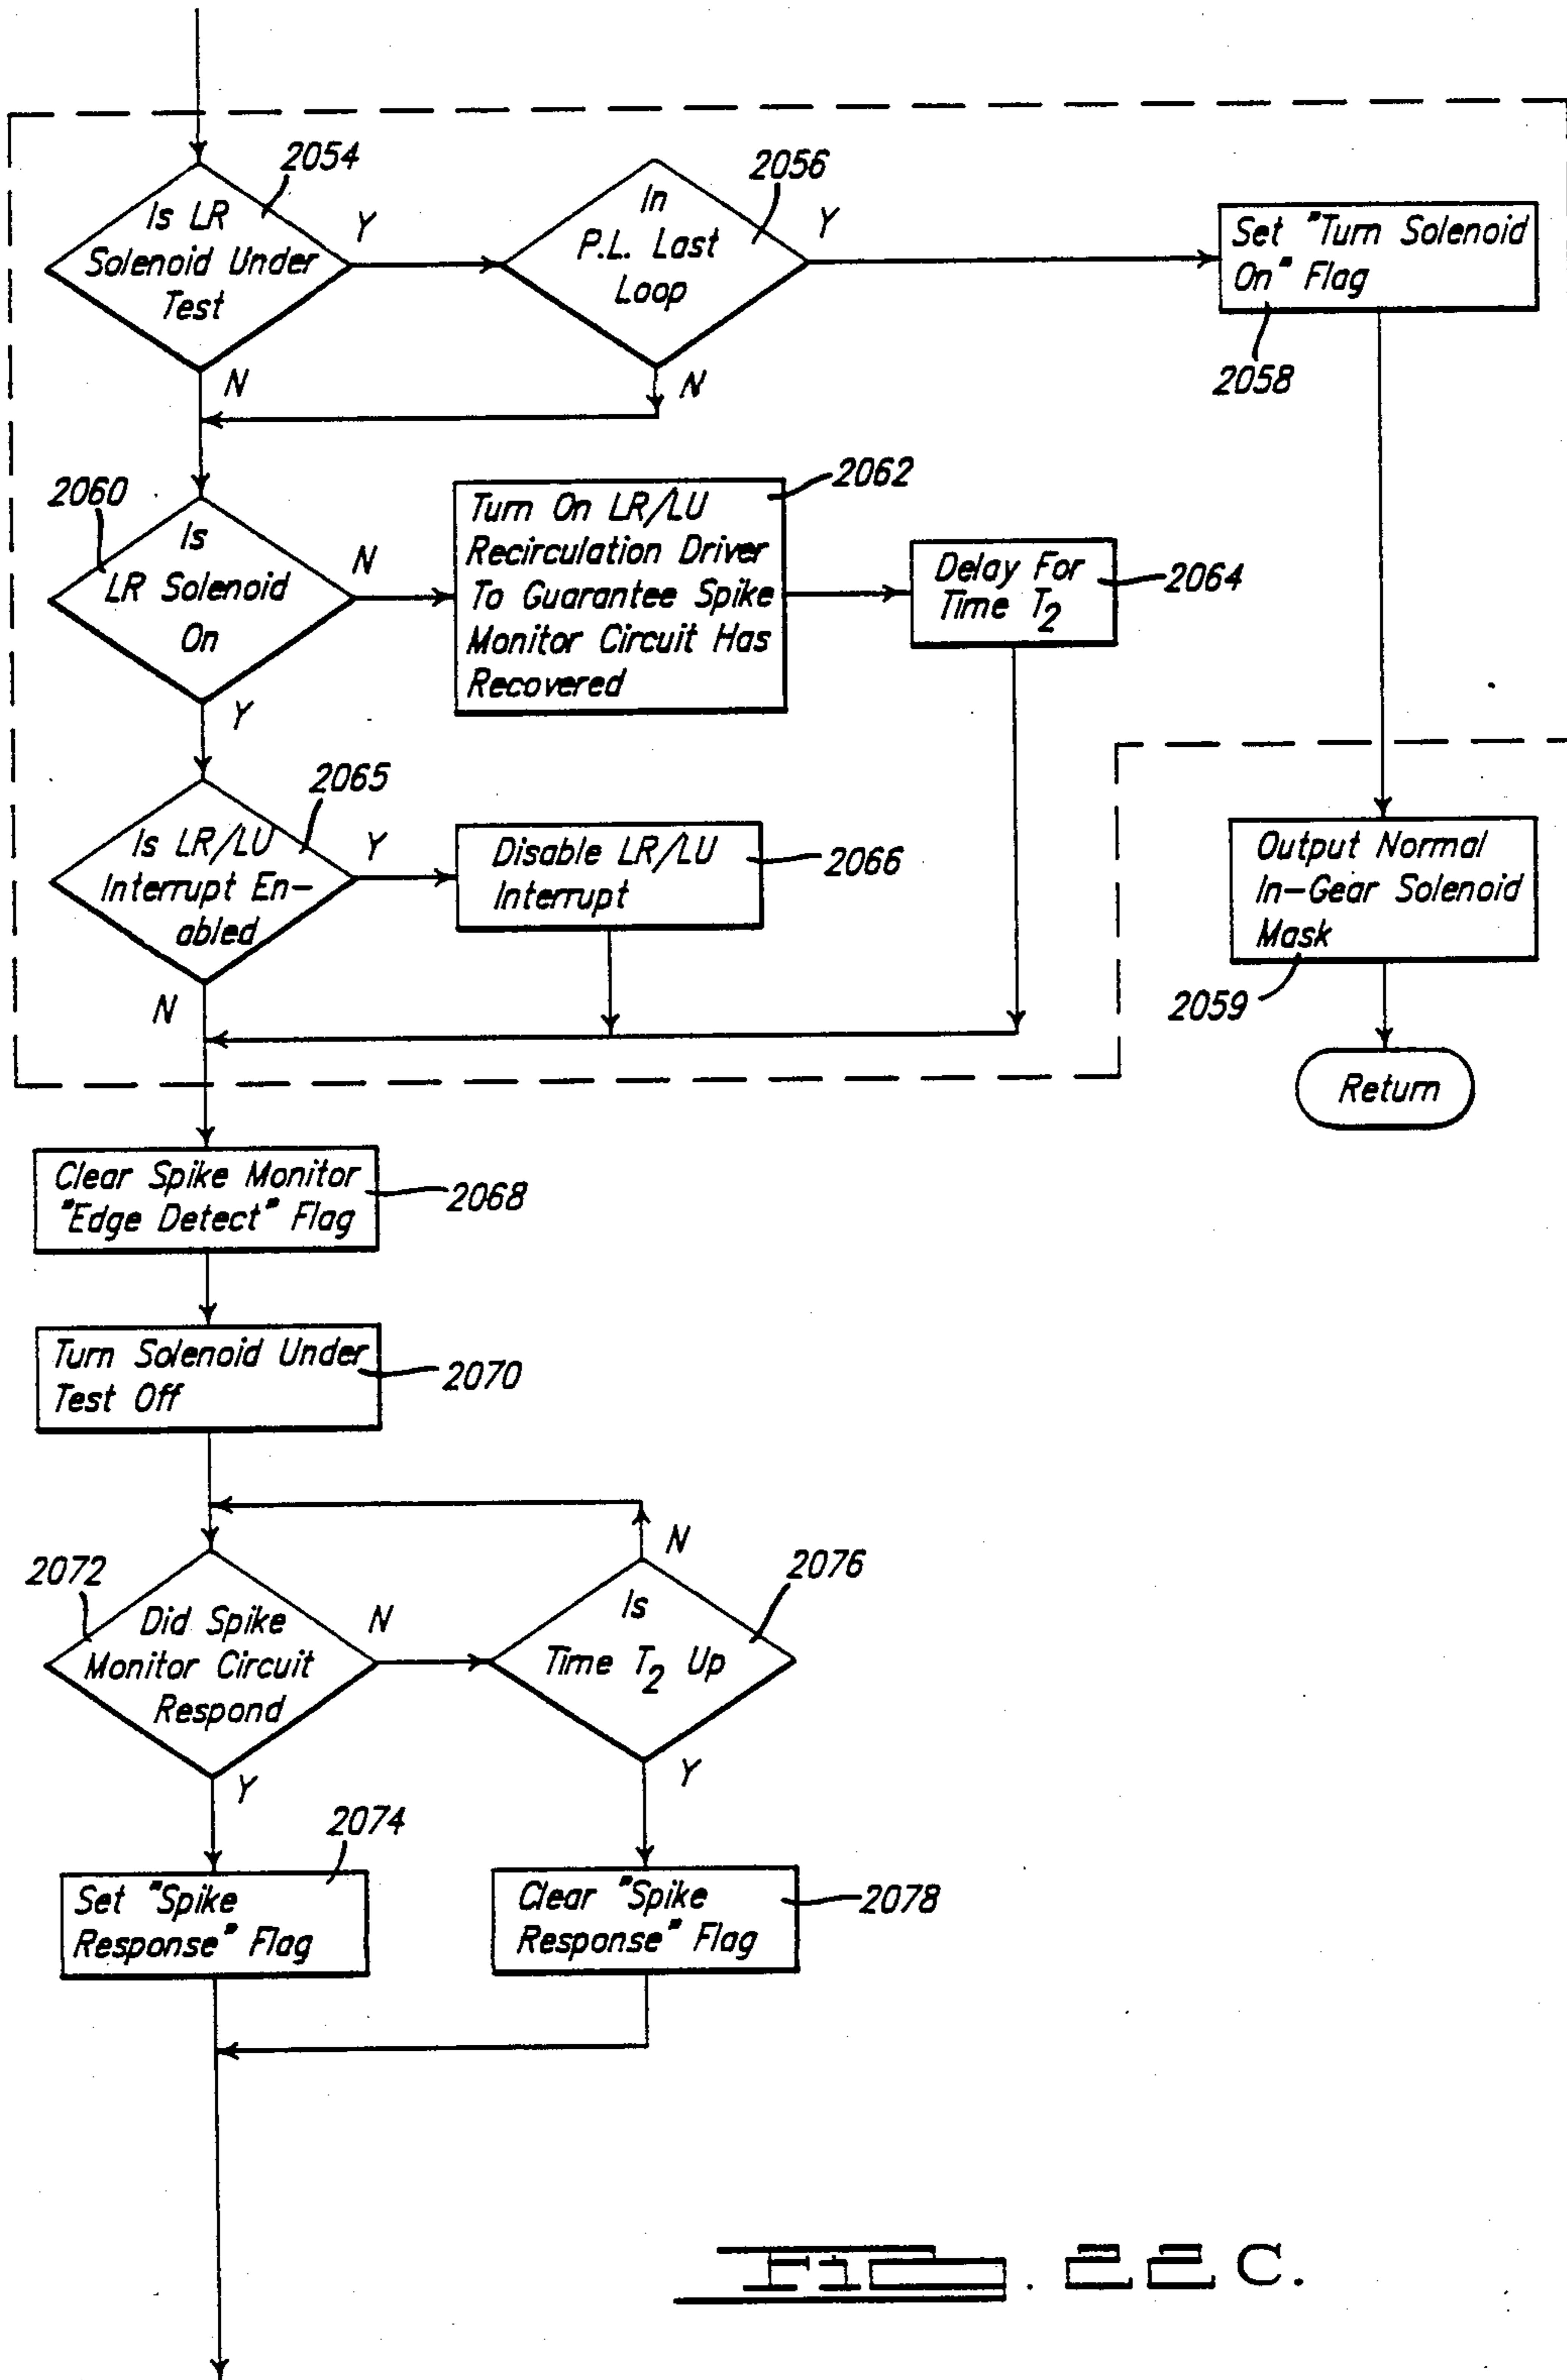 2054
Is LR
Solenoid Under
Test
Y
N
2056
In
P.L. Last
Loop
Y
N
Set "Turn Solenoid
On" Flag
2058
2060
Is
LR Solenoid
On
N
Y
2062
Turn On LR/LU
Recirculation Driver
To Guarantee Spike
Monitor Circuit Has
Recovered
Delay For
Time T2
2064
2065
Is LR/LU
Interrupt En-
abled
Y
N
Disable LR/LU
Interrupt
2066
Output Normal
In-Gear Solenoid
Mask
2059
Return
Clear Spike Monitor
"Edge Detect" Flag
2068
Turn Solenoid Under
Test Off
2070
2072
Did Spike
Monitor Circuit
Respond
N
Y
2076
Is
Time T2 Up
N
Y
2074
Set "Spike
Response" Flag
Clear "Spike
Response" Flag
2078
FIG. 22C.